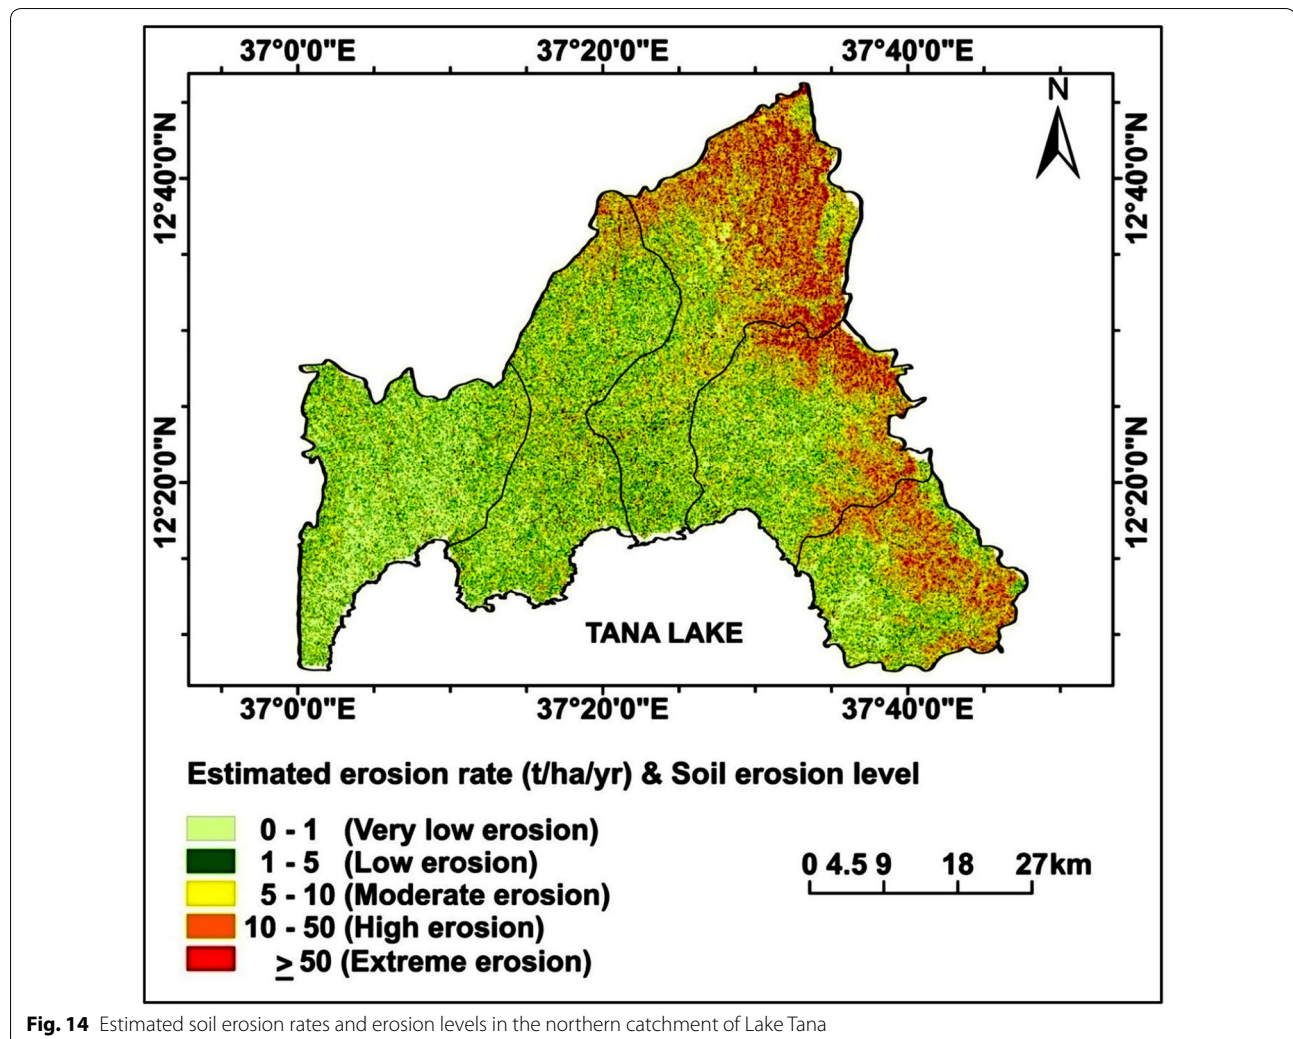 37°0'0"E 37°20'0"E 37°40'0"E
N
12°40'0"N 12°40'0"N
12°20'0"N 12°20'0"N
TANA LAKE
37°0'0"E 37°20'0"E 37°40'0"E
Estimated erosion rate (t/ha/yr) & Soil erosion level
0 - 1 (Very low erosion)
1 - 5 (Low erosion)
5 - 10 (Moderate erosion)
10 - 50 (High erosion)
≥ 50 (Extreme erosion)
0 4.5 9 18 27km
Fig. 14 Estimated soil erosion rates and erosion levels in the northern catchment of Lake Tana